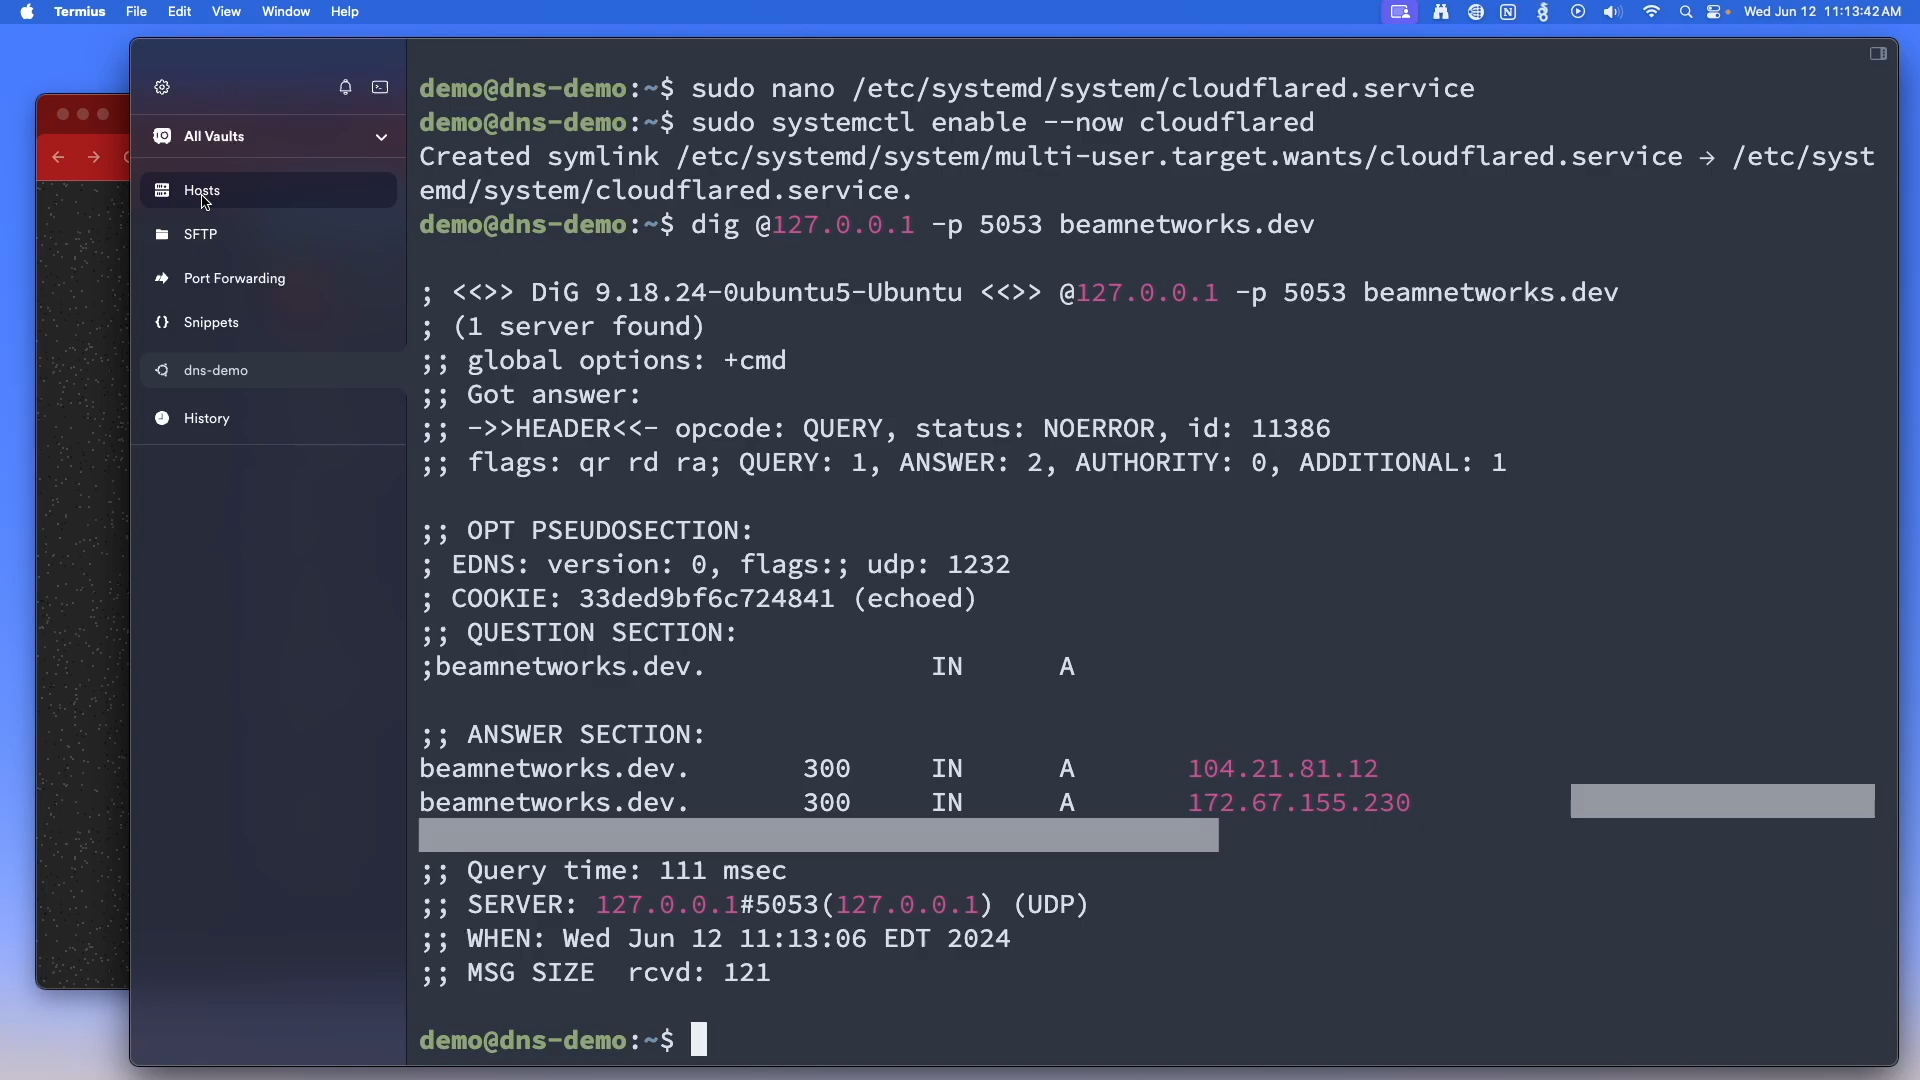 Termius File Edit View Window Help Wed Jun 12 11:13:42 AM
All Vaults
Hosts
SFTP
Port Forwarding
Snippets
dns-demo
History
demo@dns-demo:~$ sudo nano /etc/systemd/system/cloudflared.service
demo@dns-demo:~$ sudo systemctl enable --now cloudflared
Created symlink /etc/systemd/system/multi-user.target.wants/cloudflared.service → /etc/syst
emd/system/cloudflared.service.
demo@dns-demo:~$ dig @127.0.0.1 -p 5053 beamnetworks.dev
; <<>> DiG 9.18.24-0ubuntu5-Ubuntu <<>> @127.0.0.1 -p 5053 beamnetworks.dev
; (1 server found)
;; global options: +cmd
;; Got answer:
;; ->>HEADER<<- opcode: QUERY, status: NOERROR, id: 11386
;; flags: qr rd ra; QUERY: 1, ANSWER: 2, AUTHORITY: 0, ADDITIONAL: 1
;; OPT PSEUDOSECTION:
; EDNS: version: 0, flags:; udp: 1232
; COOKIE: 33ded9bf6c724841 (echoed)
;; QUESTION SECTION:
;beamnetworks.dev. IN A
;; ANSWER SECTION:
beamnetworks.dev. 300 IN A 104.21.81.12
beamnetworks.dev. 300 IN A 172.67.155.230
;; Query time: 111 msec
;; SERVER: 127.0.0.1#5053(127.0.0.1) (UDP)
;; WHEN: Wed Jun 12 11:13:06 EDT 2024
;; MSG SIZE rcvd: 121
demo@dns-demo:~$